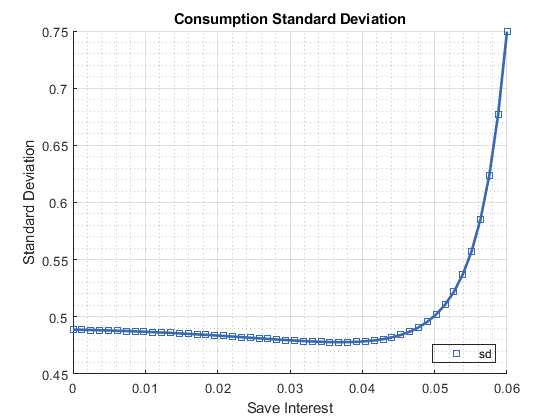 Consumption Standard Deviation
0.75
0.7
0.65
0.6
0.55
0.5
0.45
Standard Deviation
sd
0 0.01 0.02 0.03 0.04 0.05 0.06
Save Interest